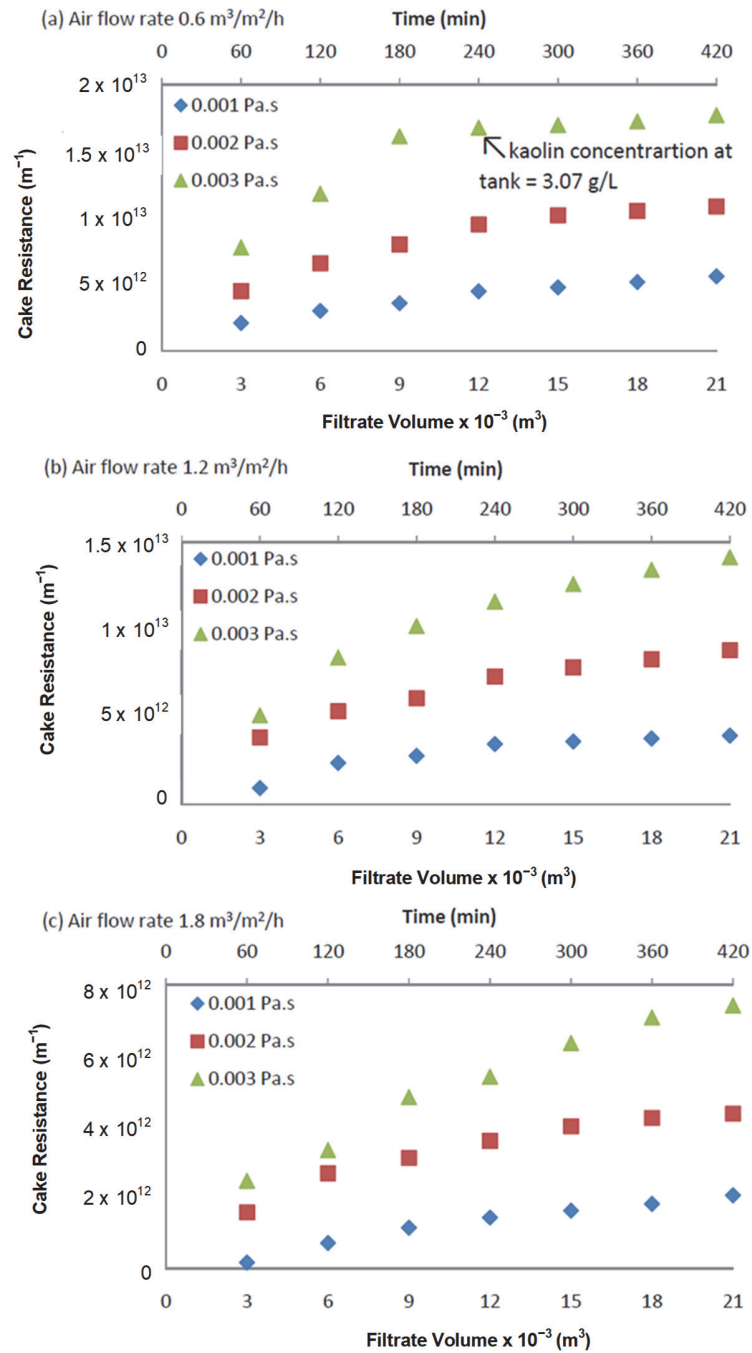 (a) Air flow rate 0.6 m³/m²/h
Time (min)
0 60 120 180 240 300 360 420
2 x 10¹³
1.5 x 10¹³
1 x 10¹³
5 x 10¹²
0
Cake Resistance (m⁻¹)
0.001 Pa.s
0.002 Pa.s
0.003 Pa.s
kaolin concentrartion at
tank = 3.07 g/L
0 3 6 9 12 15 18 21
Filtrate Volume x 10⁻³ (m³)
(b) Air flow rate 1.2 m³/m²/h
Time (min)
0 60 120 180 240 300 360 420
1.5 x 10¹³
1 x 10¹³
5 x 10¹²
0
Cake Resistance (m⁻¹)
0.001 Pa.s
0.002 Pa.s
0.003 Pa.s
0 3 6 9 12 15 18 21
Filtrate Volume x 10⁻³ (m³)
(c) Air flow rate 1.8 m³/m²/h
Time (min)
0 60 120 180 240 300 360 420
8 x 10¹²
6 x 10¹²
4 x 10¹²
2 x 10¹²
0
Cake Resistance (m⁻¹)
0.001 Pa.s
0.002 Pa.s
0.003 Pa.s
0 3 6 9 12 15 18 21
Filtrate Volume x 10⁻³ (m³)